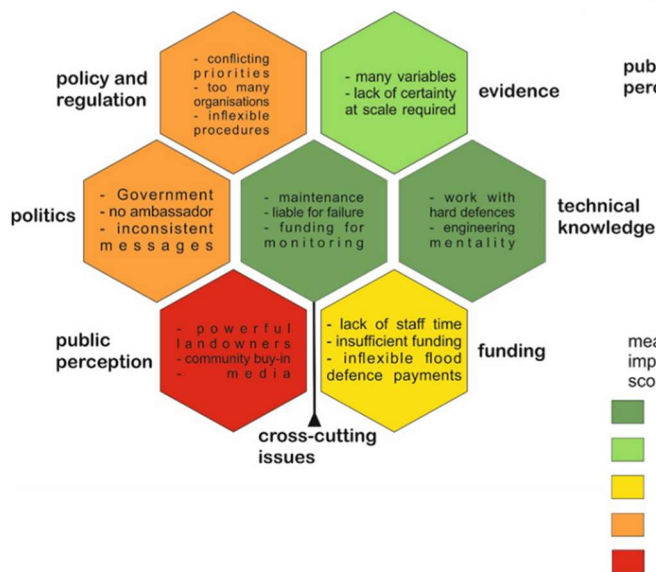 policy and
regulation
- conflicting
priorities
- too many
organisations
- inflexible
procedures
- many variables
- lack of certainty
at scale required
evidence
politics
- Government
- no ambassador
- inconsistent
messages
- maintenance
- liable for failure
- funding for
monitoring
- work with
hard defences
- engineering
mentality
technical
knowledge
public
perception
- powerful
landowners
- community buy-in
- media
- lack of staff time
- insufficient funding
- inflexible flood
defence payments
funding
cross-cutting
issues